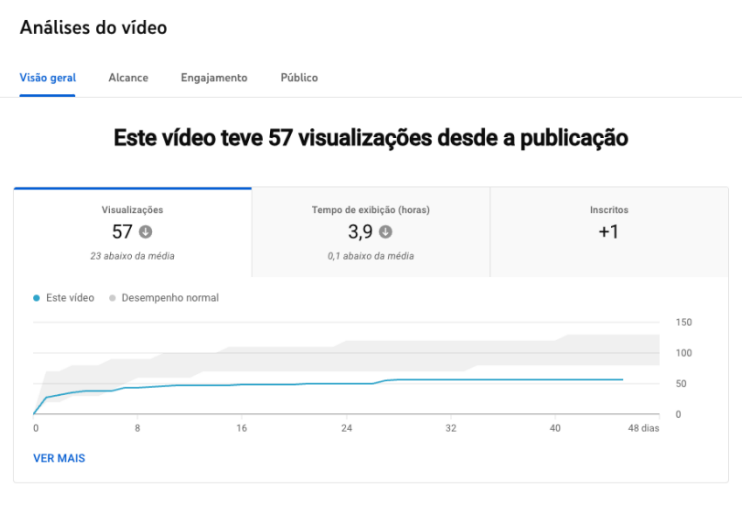 Análises do vídeo
Visão geral Alcance Engajamento Público
Este vídeo teve 57 visualizações desde a publicação
Visualizações Tempo de exibição (horas) Inscritos
57 3,9 +1
23 abaixo da média 0,1 abaixo da média
Este vídeo Desempenho normal
150
100
50
0
0 8 16 24 32 40 48 dias
VER MAIS